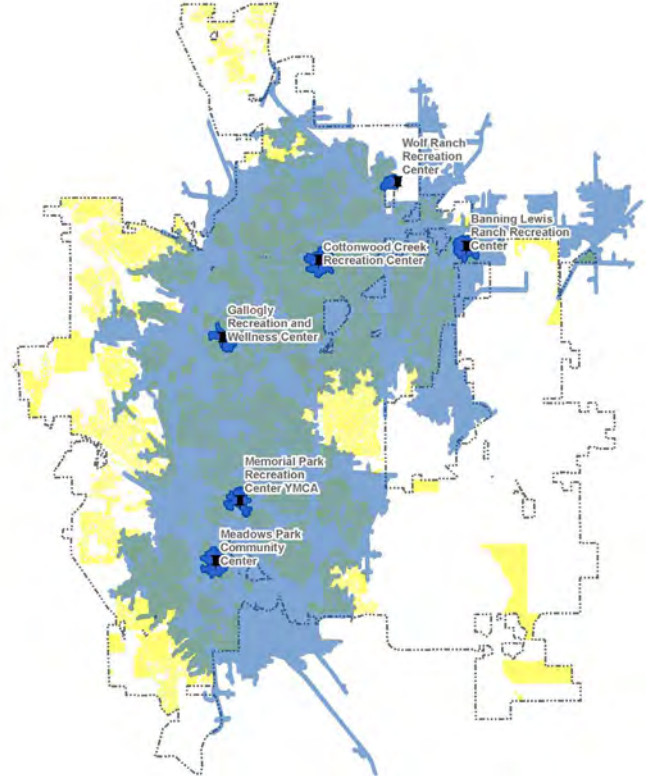 Wolf Ranch
Recreation
Center
Banning Lewis
Ranch Recreation
Center
Cottonwood Creek
Recreation Center
Gallogly
Recreation and
Wellness Center
Memorial Park
Recreation
Center YMCA
Meadows Park
Community
Center